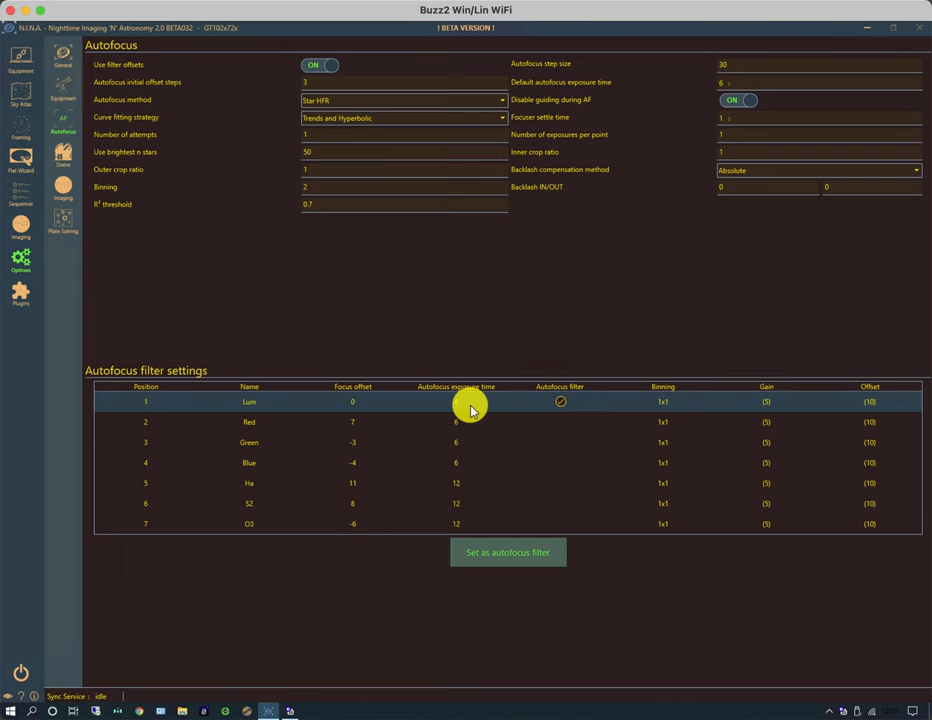 Buzz2 Win/Lin WiFi
N.I.N.A. - Nighttime Imaging 'N' Astronomy 2.0 BETA032 - GT102x72x
! BETA VERSION !
Equipment
Sky Atlas
Framing
Flat Wizard
Sequencer
Imaging
Options
Plugins
General
Equipment
AF
Autofocus
Dome
Imaging
Plate Solving
Autofocus
Use filter offsets ON
Autofocus initial offset steps 3
Autofocus method Star HFR
Curve fitting strategy Trends and Hyperbolic
Number of attempts 1
Use brightest n stars 50
Outer crop ratio 1
Binning 2
R² threshold 0.7
Autofocus step size 30
Default autofocus exposure time 6 s
Disable guiding during AF ON
Focuser settle time 1 s
Number of exposures per point 1
Inner crop ratio 1
Backlash compensation method Absolute
Backlash IN/OUT 0 0
Autofocus filter settings
Position Name Focus offset Autofocus exposure time Autofocus filter Binning Gain Offset
1 Lum 0 1x1 (5) (10)
2 Red 7 6 1x1 (5) (10)
3 Green -3 6 1x1 (5) (10)
4 Blue -4 6 1x1 (5) (10)
5 Ha 11 12 1x1 (5) (10)
6 S2 8 12 1x1 (5) (10)
7 O3 -6 12 1x1 (5) (10)
Set as autofocus filter
Sync Service : idle